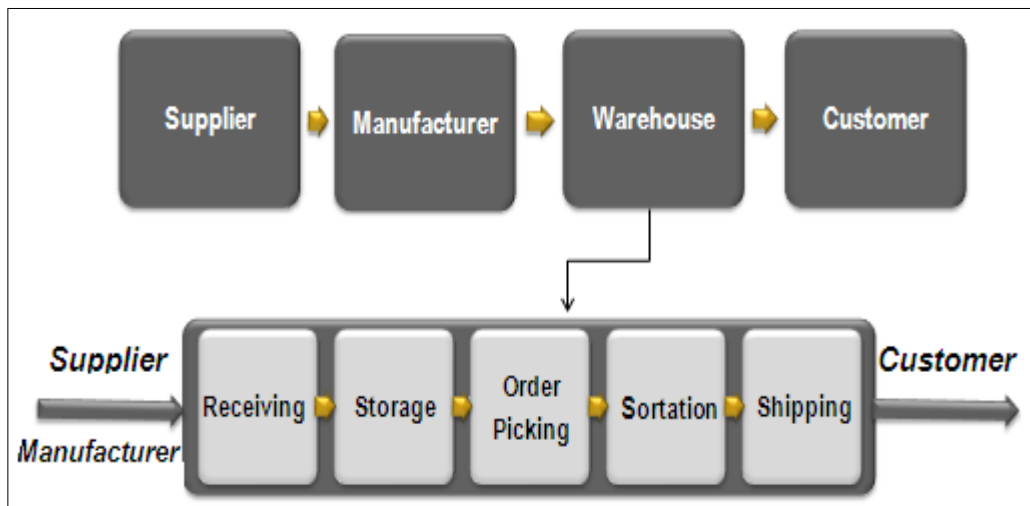 Supplier
Manufacturer
Warehouse
Customer
Supplier
Manufacturer
Receiving
Storage
Order
Picking
Sortation
Shipping
Customer